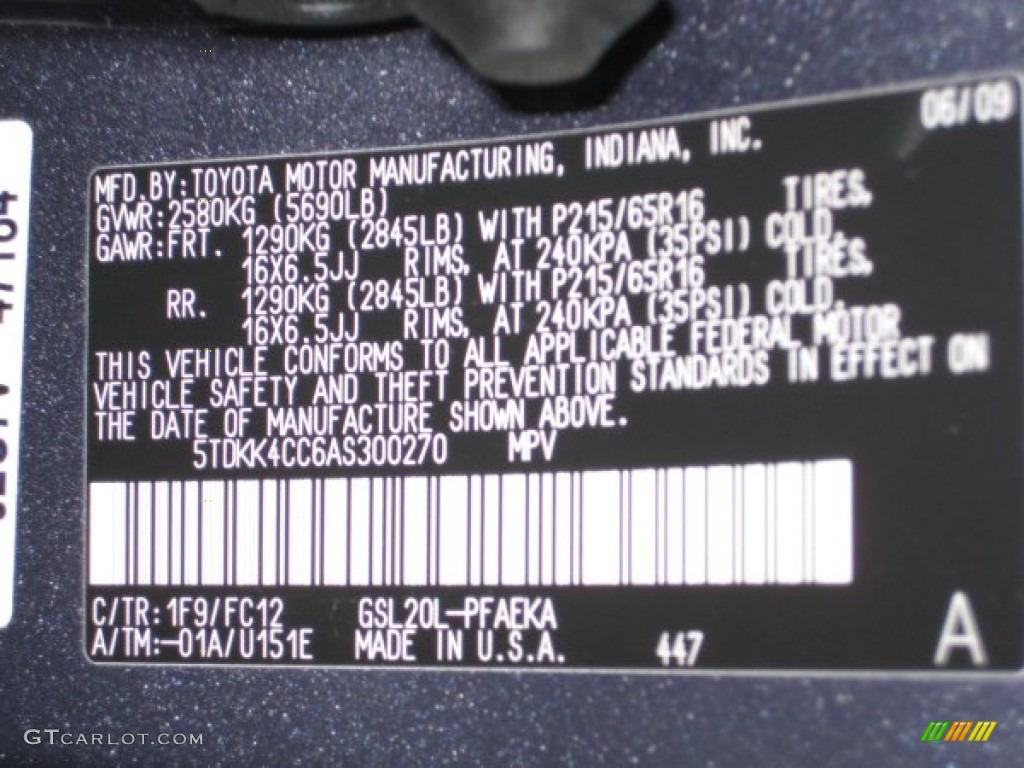 06/09
MFD.BY:TOYOTA MOTOR MANUFACTURING, INDIANA, INC.
GVWR:2580KG (5690LB)
GAWR:FRT. 1290KG (2845LB) WITH P215/65R16 TIRES,
16X6.5JJ RIMS, AT 240KPA (35PSI) COLD.
RR. 1290KG (2845LB) WITH P215/65R16 TIRES,
16X6.5JJ RIMS, AT 240KPA (35PSI) COLD.
THIS VEHICLE CONFORMS TO ALL APPLICABLE FEDERAL MOTOR
VEHICLE SAFETY AND THEFT PREVENTION STANDARDS IN EFFECT ON
THE DATE OF MANUFACTURE SHOWN ABOVE.
5TDKK4CC6AS300270 MPV
C/TR:1F9/FC12 GSL20L-PFAEKA
A/TM:-01A/U151E MADE IN U.S.A. 447 A
GTCARLOT.COM